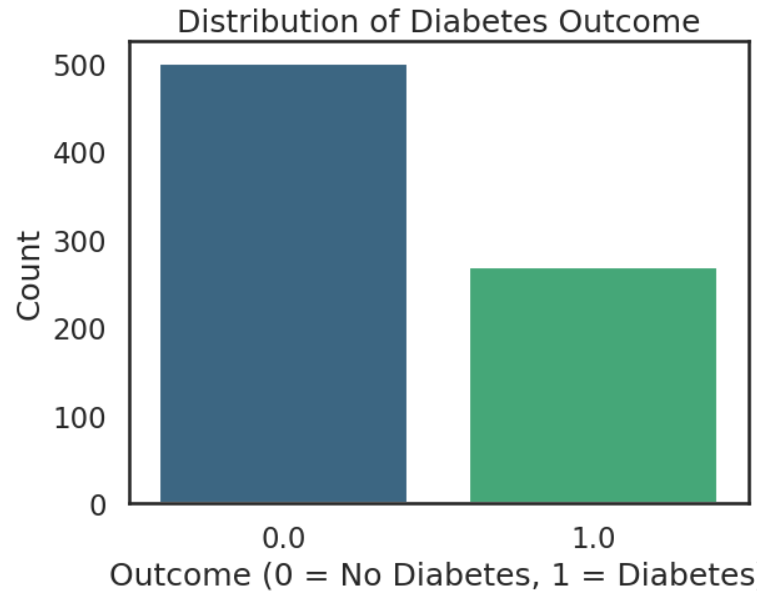 Distribution of Diabetes Outcome
500
400
300
200
100
0
Count
0.0
1.0
Outcome (0 = No Diabetes, 1 = Diabetes